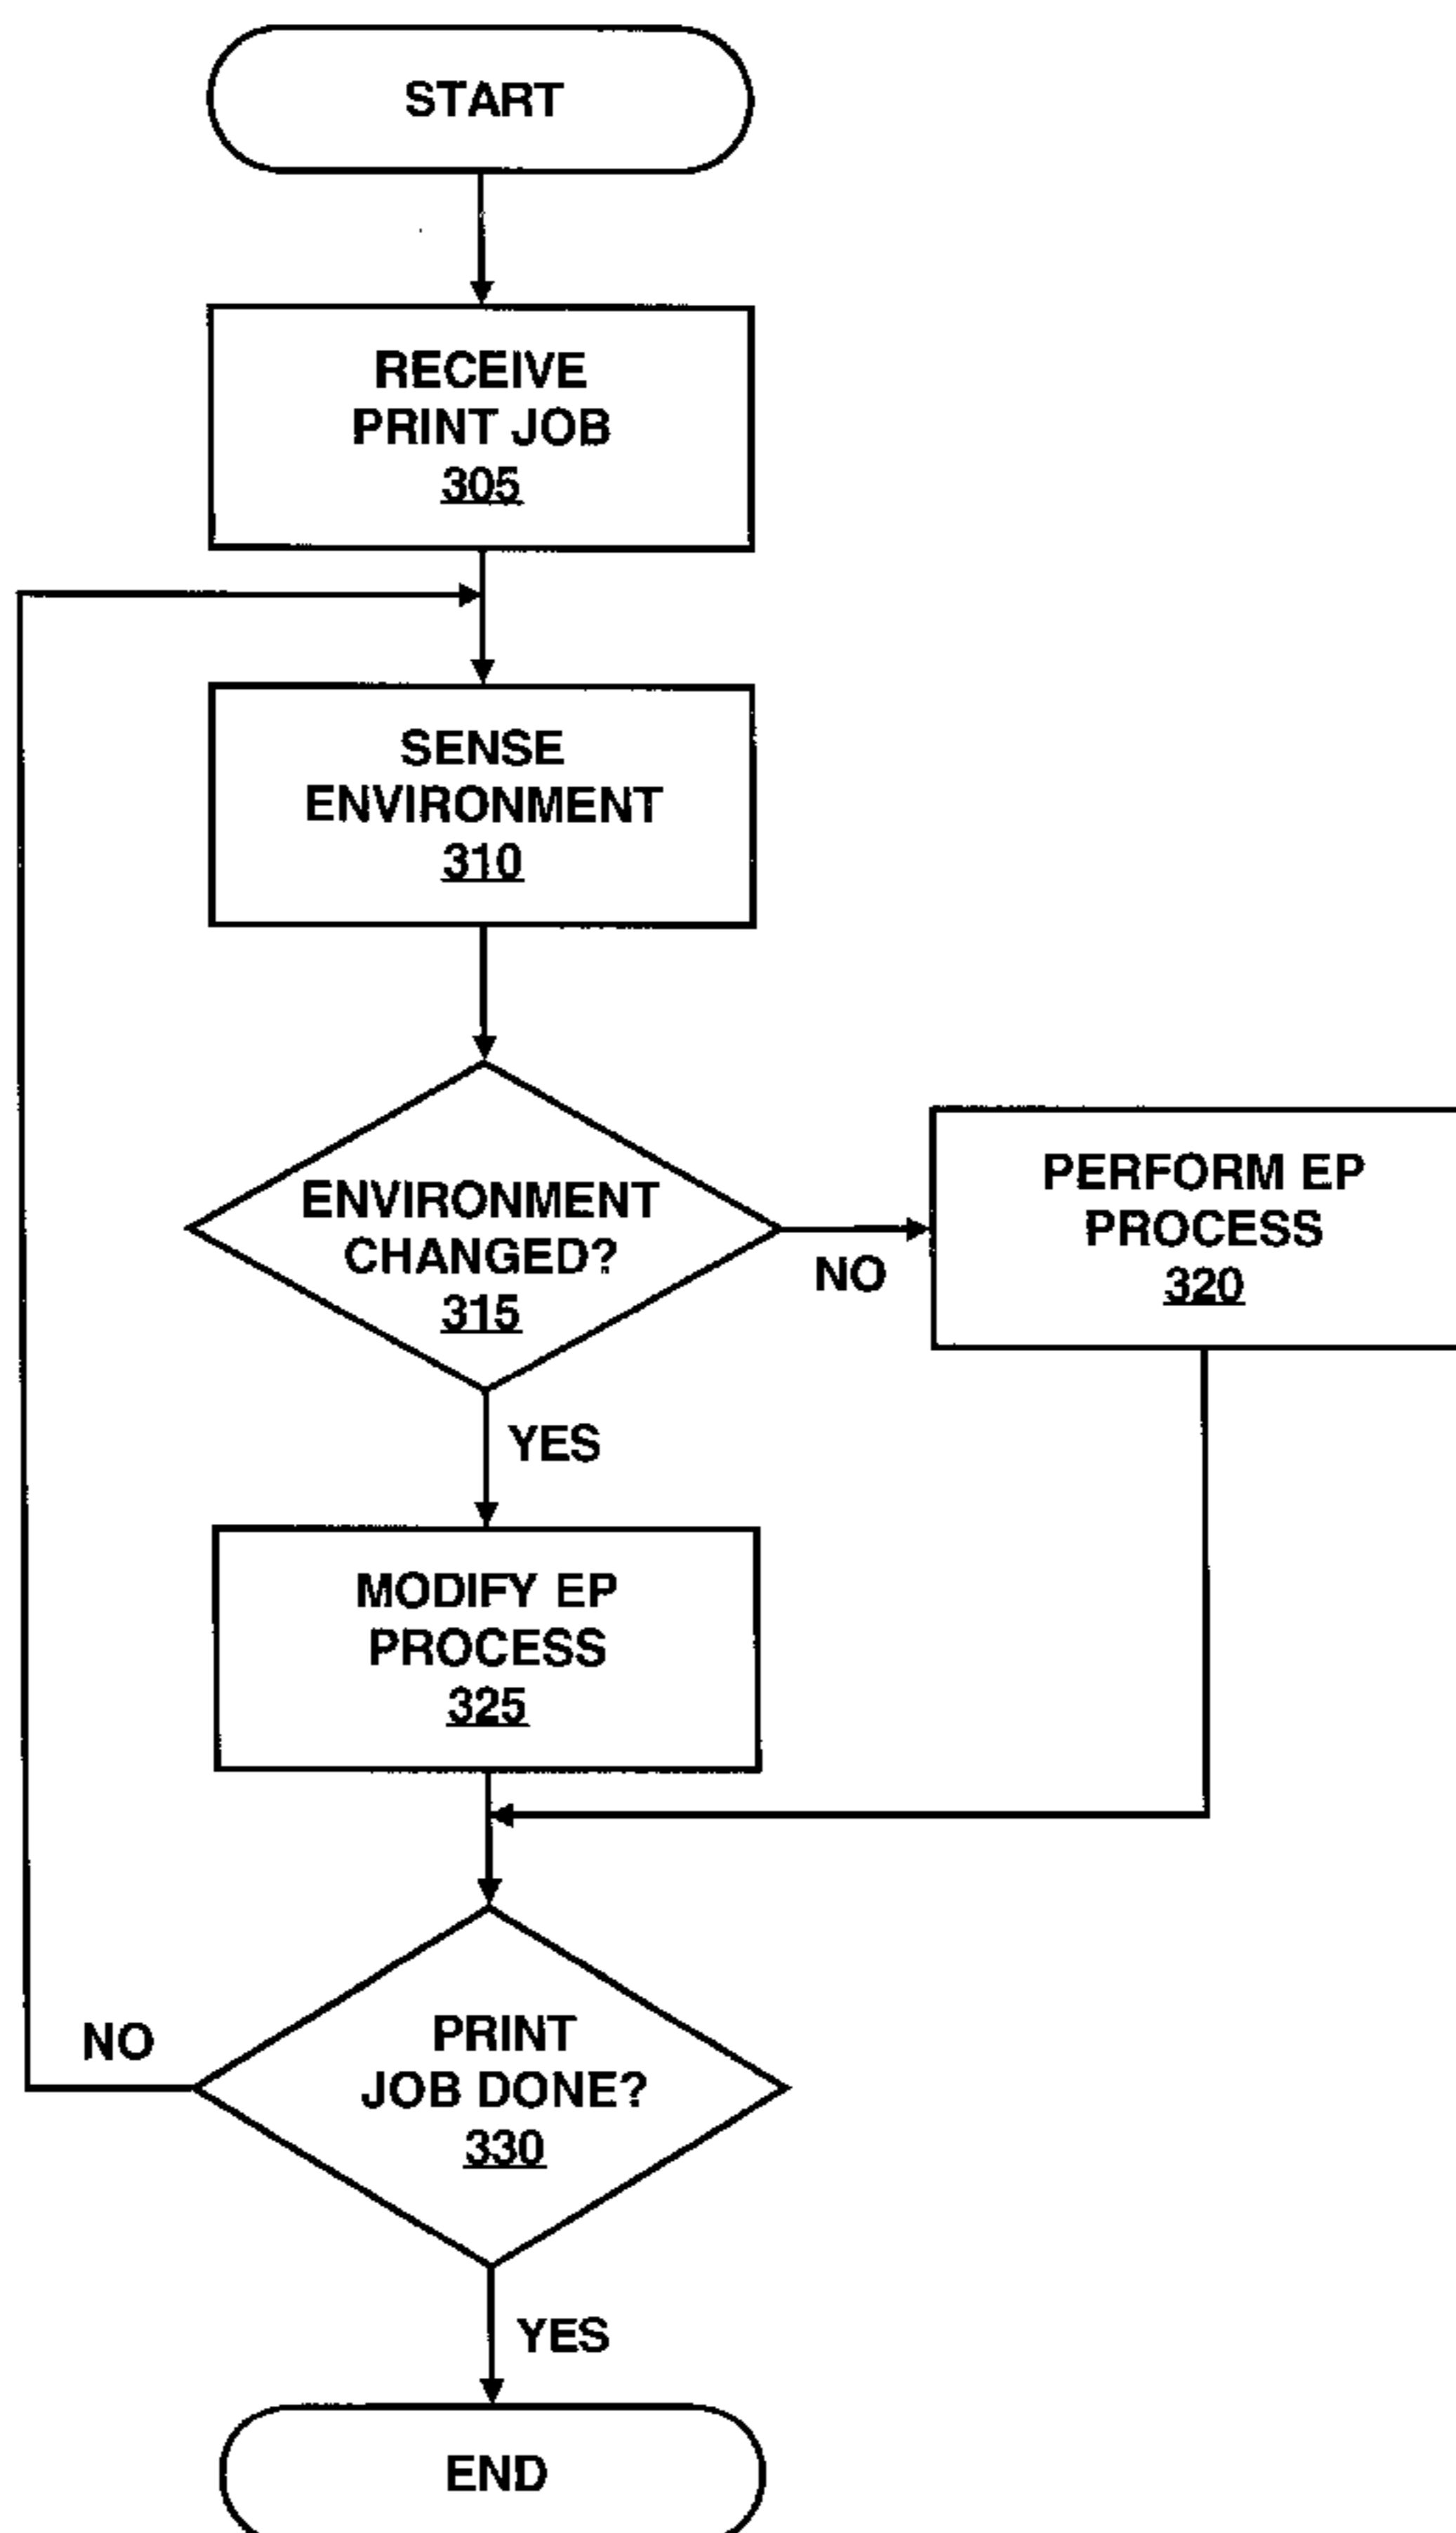 START
RECEIVE
PRINT JOB
305
SENSE
ENVIRONMENT
310
ENVIRONMENT
CHANGED?
315
NO
PERFORM EP
PROCESS
320
YES
MODIFY EP
PROCESS
325
NO
PRINT
JOB DONE?
330
YES
END